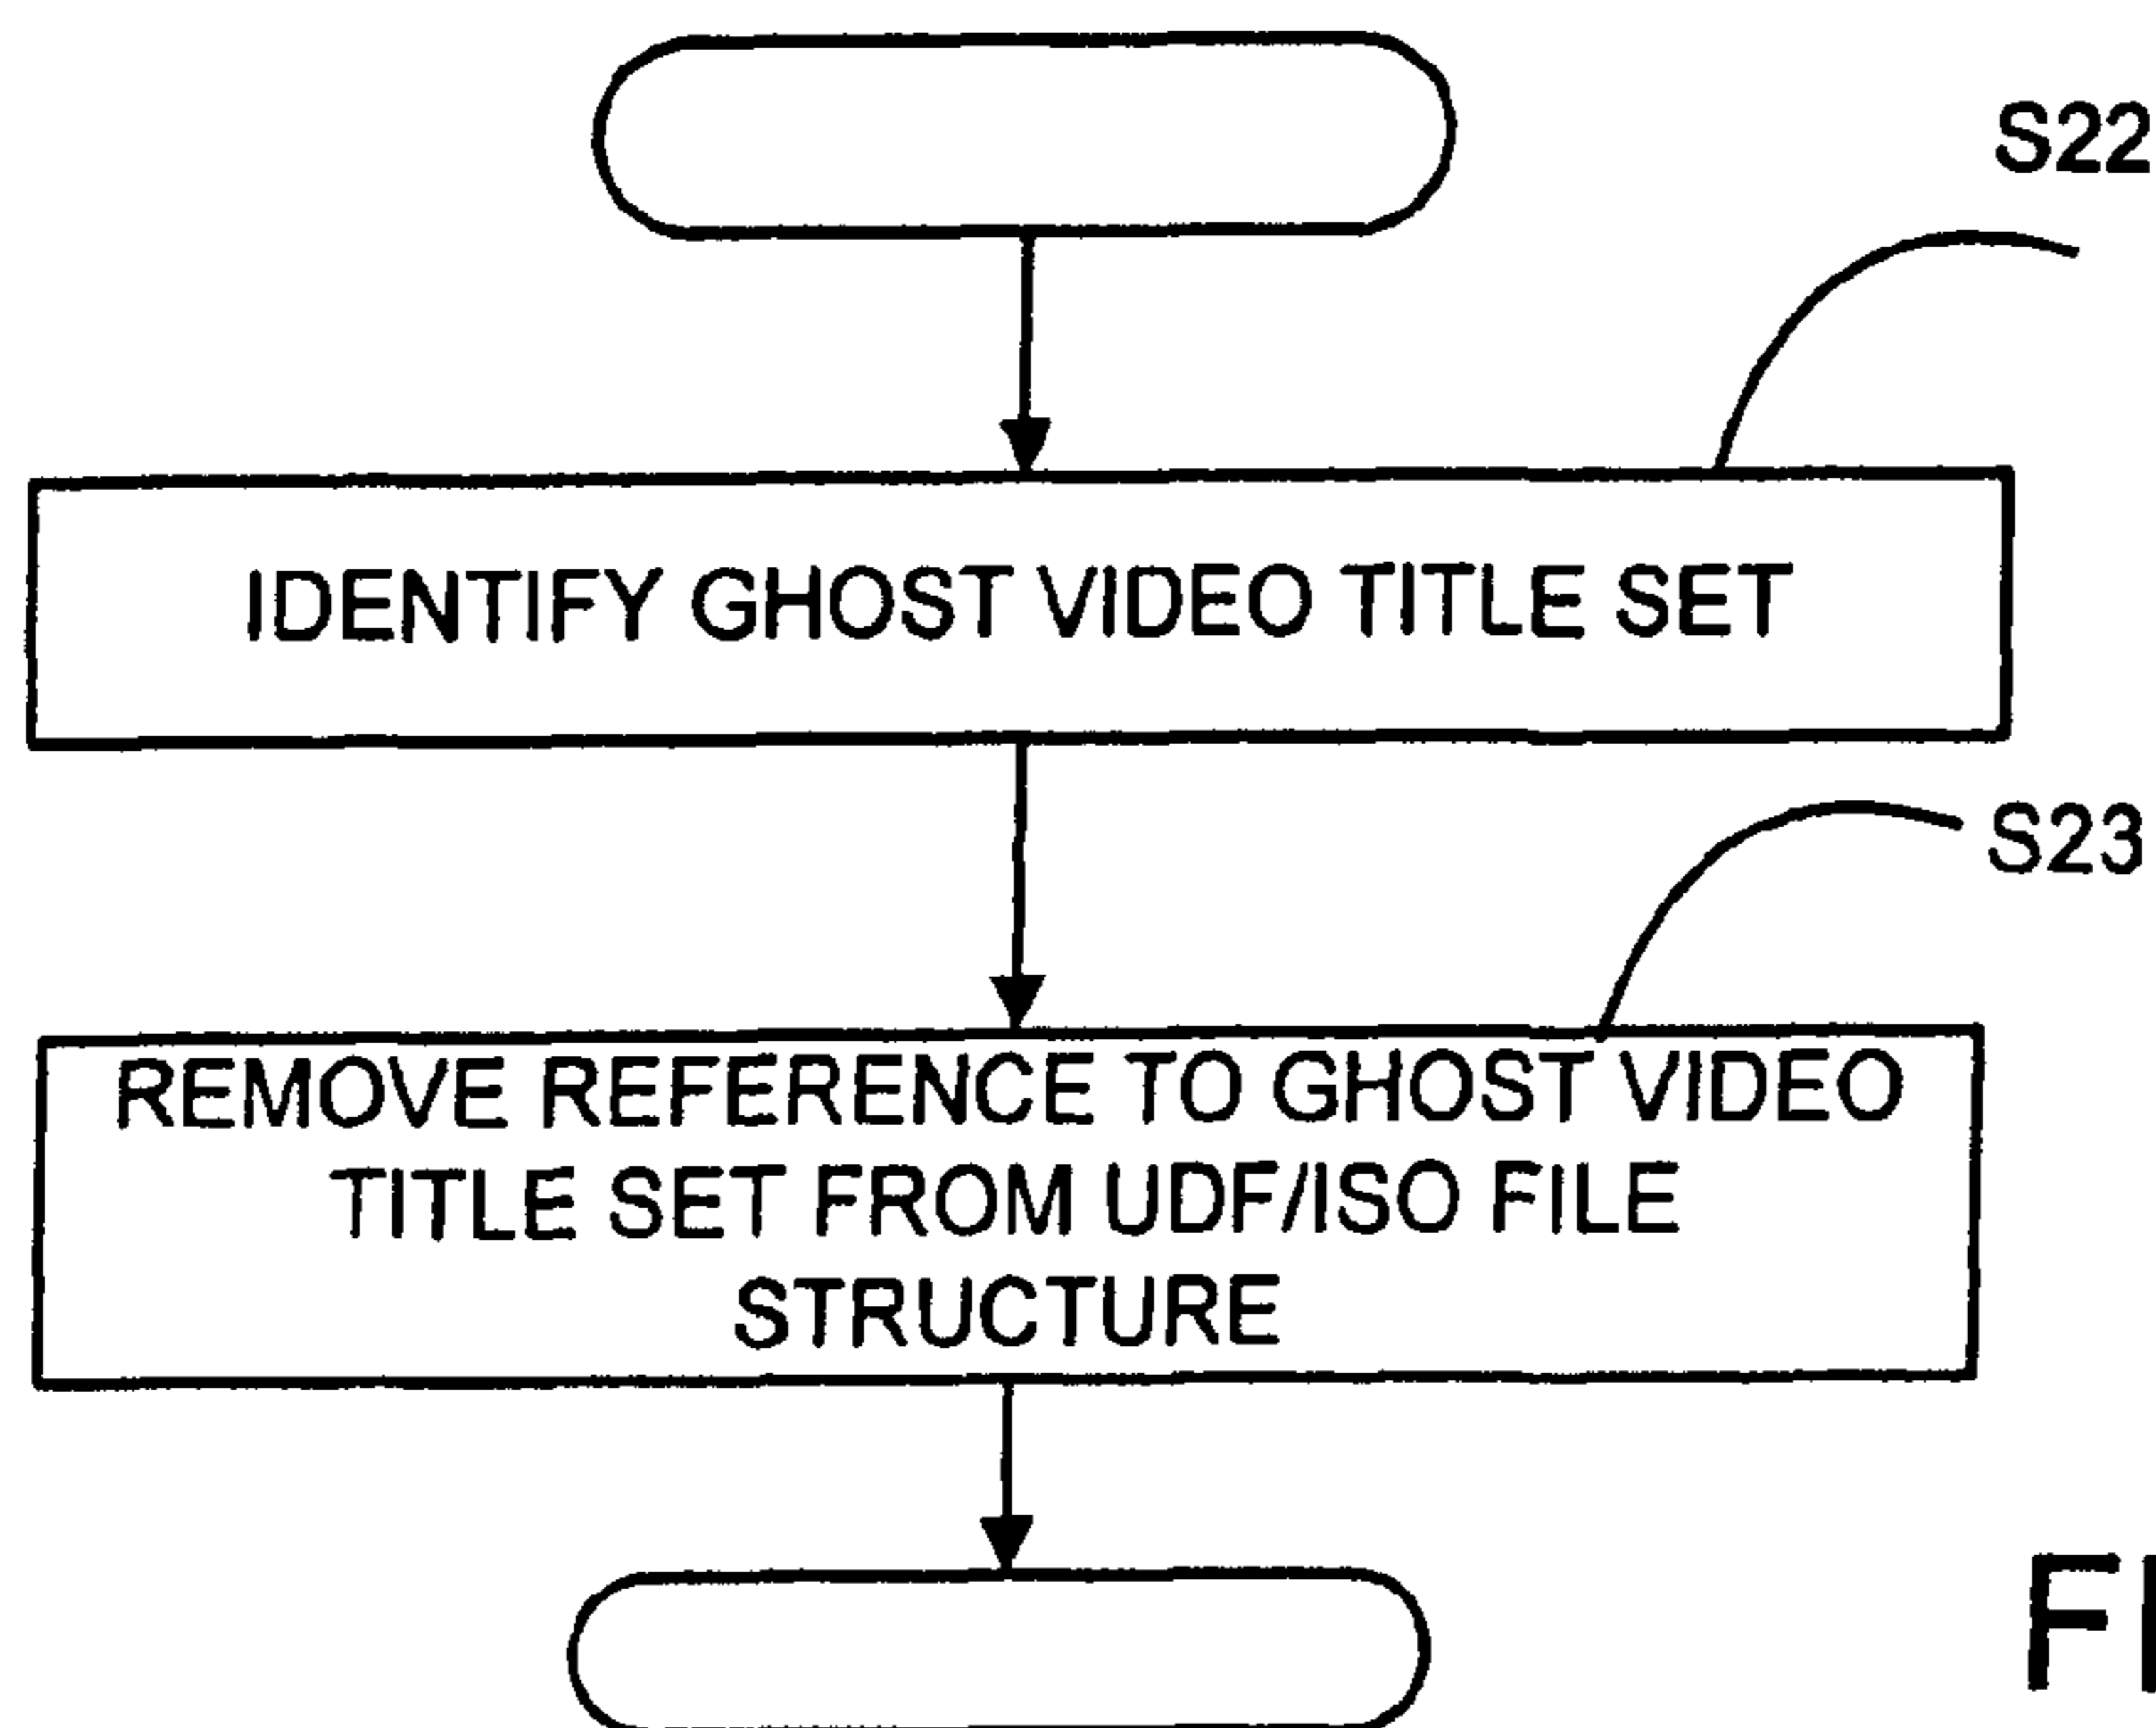 S22
IDENTIFY GHOST VIDEO TITLE SET
S23
REMOVE REFERENCE TO GHOST VIDEO
TITLE SET FROM UDF/ISO FILE
STRUCTURE